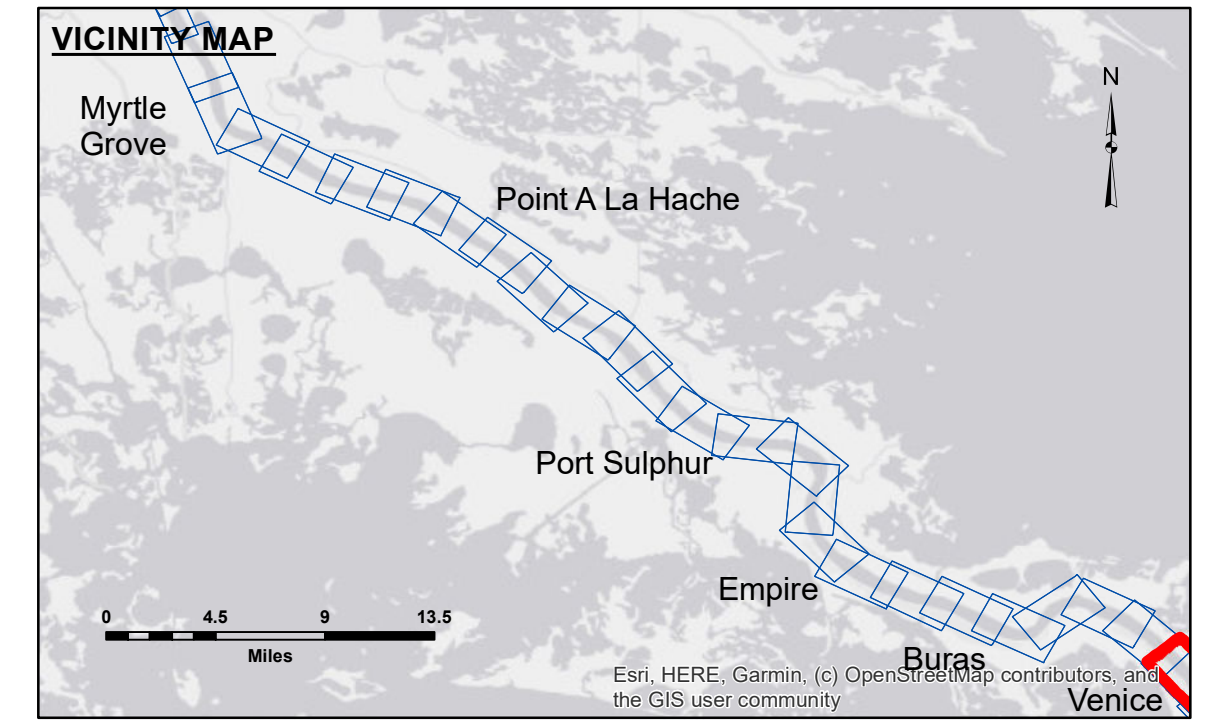 VICINITY MAP
N
Myrtle
Grove
Point A La Hache
Port Sulphur
Empire
0 4.5 9 13.5
Miles
Buras
Esri, HERE, Garmin, (c) OpenStreetMap contributors, and
the GIS user community
Venice